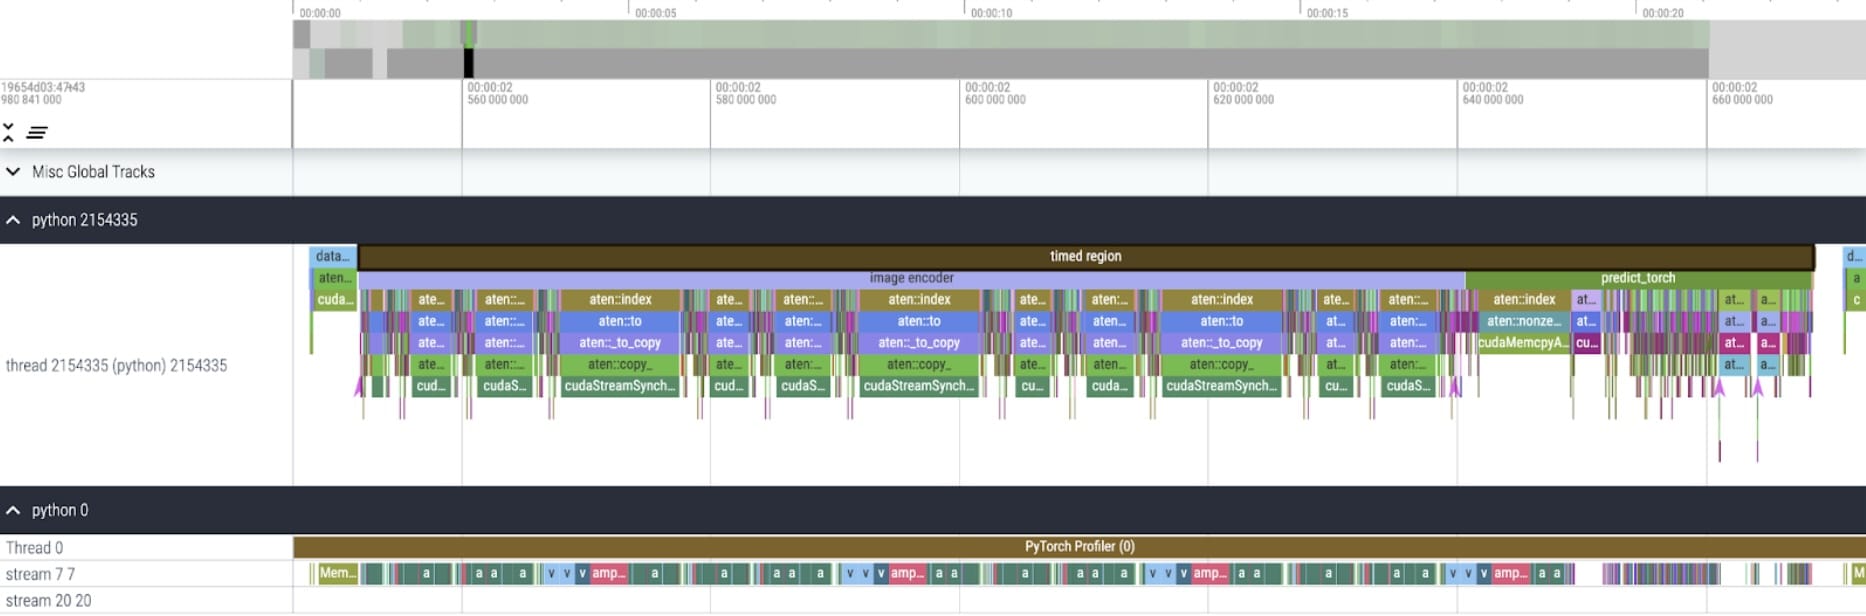 00:00:00 00:00:05 00:00:10 00:00:15 00:00:20
19654d03:47:43 00:00:02 00:00:02 00:00:02 00:00:02 00:00:02 00:00:02
980 841 000 560 000 000 580 000 000 600 000 000 620 000 000 640 000 000 660 000 000
Misc Global Tracks
python 2154335
data... timed region d...
aten... image encoder predict_torch a
cuda... ate... aten::... aten::index ate... aten::... aten::index ate... aten::... aten::index ate... aten::... aten::index at... at... a... c
ate... aten::... aten::to ate... aten:... aten::to ate... aten:... aten::to at... aten:... aten::nonze... at... at... a...
thread 2154335 (python) 2154335
ate... aten::... aten::_to_copy ate... aten:... aten::_to_copy ate... aten:... aten::_to_copy at... aten:... cudaMemcpyA... cu... at... a...
ate... aten::... aten::copy_ ate... aten:... aten::copy_ ate... aten:... aten::copy_ at... aten:... at... a...
cud... cudaS... cudaStreamSynch... cud... cudaS... cudaStreamSynch... cu... cuda... cudaStreamSynch... cu... cudaS...
python 0
Thread 0 PyTorch Profiler (0)
stream 7 7 Mem... a a a a v v v amp... a a a a a v v v amp... a a a a a a v v v amp... a a a a a a v v v amp... a a M
stream 20 20